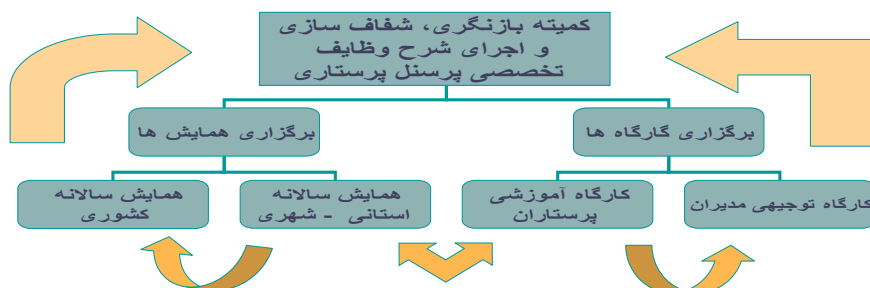 کمیته بازنگری، شفاف سازی
و اجرای شرح وظایف
تخصصی پرسنل پرستاری
برگزاری گارگاه ها
برگزاری همایش ها
کارگاه توجیهی مدیران
کارگاه آموزشی
پرستاران
همایش سالانه
استانی - شهری
همایش سالانه
کشوری